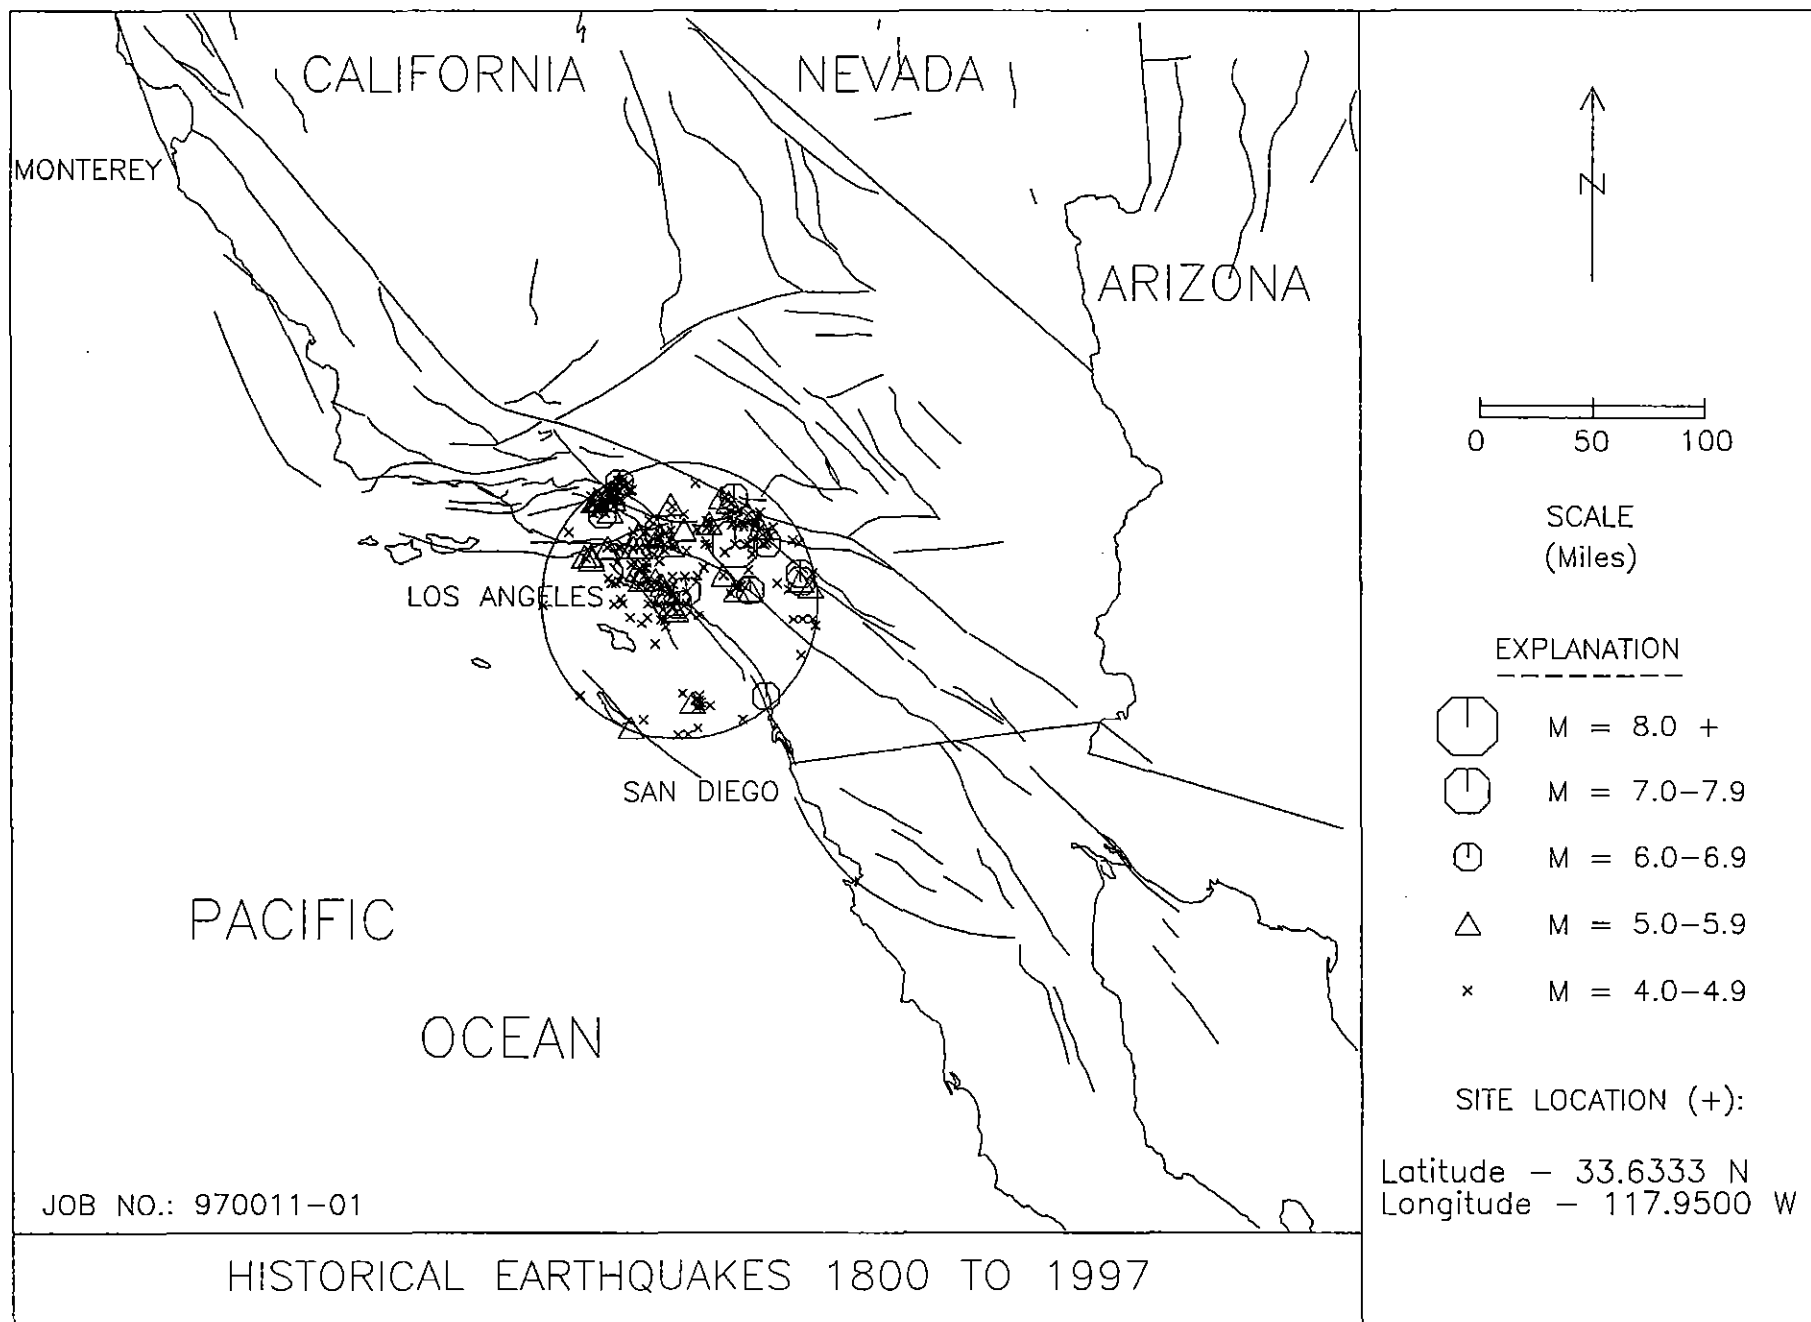 CALIFORNIA
NEVADA
MONTEREY
ARIZONA
LOS ANGELES
SAN DIEGO
PACIFIC
OCEAN
JOB NO.: 970011-01
HISTORICAL EARTHQUAKES 1800 TO 1997
N
0 50 100
SCALE
(Miles)
EXPLANATION
M = 8.0 +
M = 7.0-7.9
M = 6.0-6.9
M = 5.0-5.9
M = 4.0-4.9
SITE LOCATION (+):
Latitude - 33.6333 N
Longitude - 117.9500 W